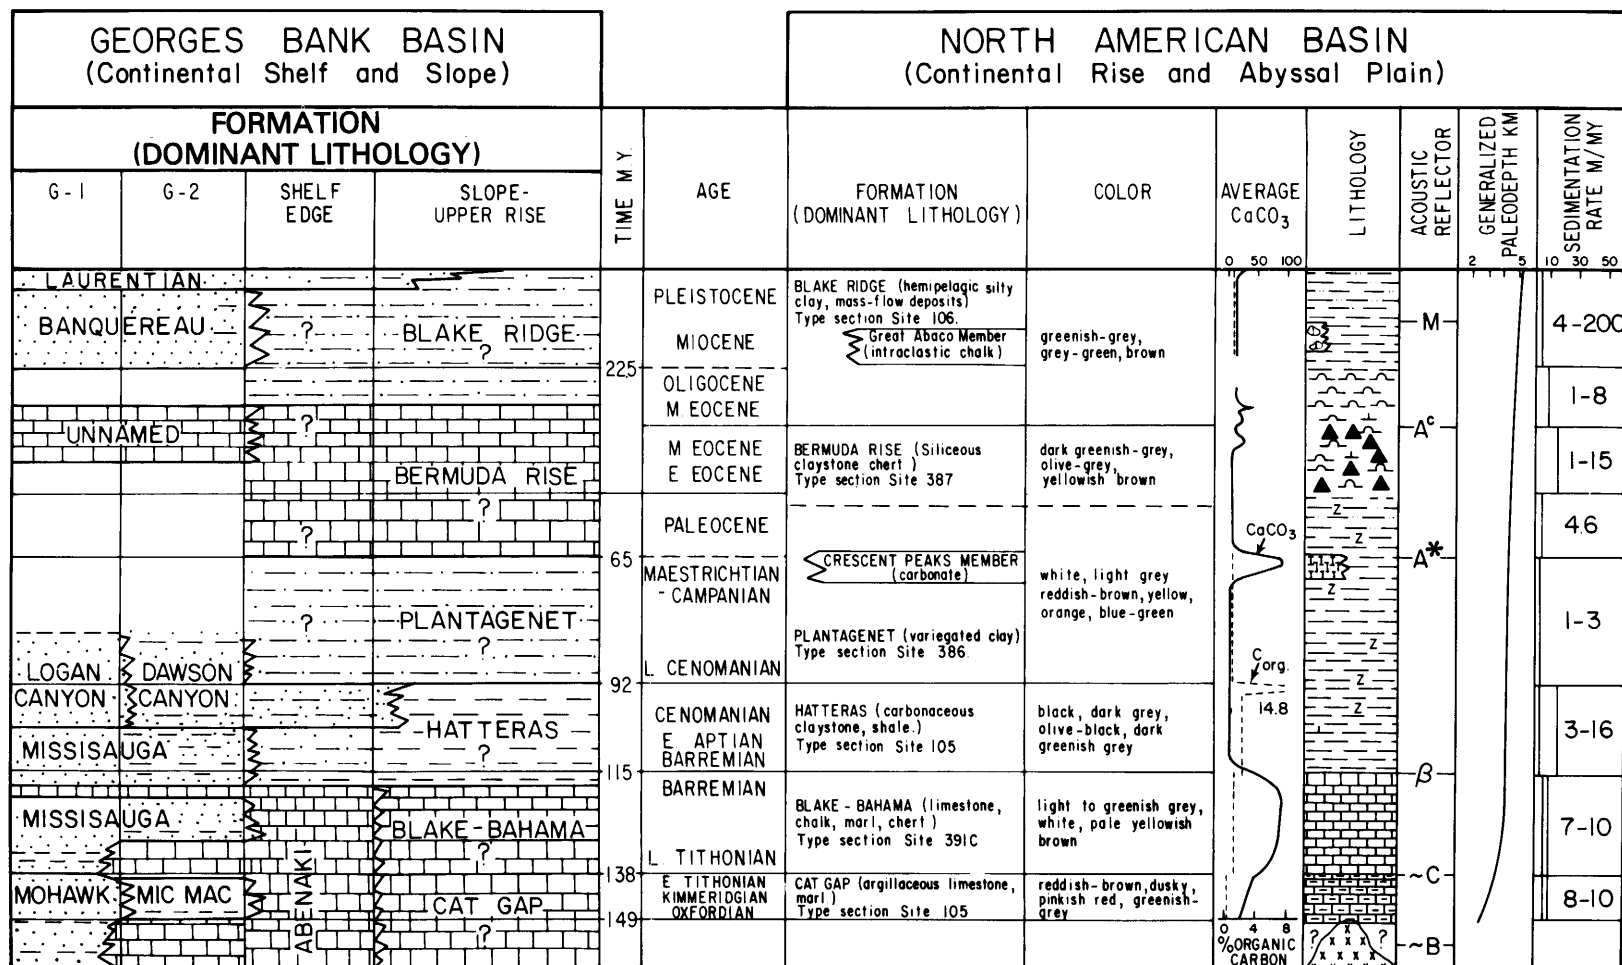 GEORGES BANK BASIN
(Continental Shelf and Slope)
NORTH AMERICAN BASIN
(Continental Rise and Abyssal Plain)
FORMATION
(DOMINANT LITHOLOGY)
G-1
G-2
SHELF
EDGE
SLOPE-
UPPER RISE
TIME M.Y.
AGE
FORMATION
(DOMINANT LITHOLOGY)
COLOR
AVERAGE
CaCO3
LITHOLOGY
ACOUSTIC
REFLECTOR
GENERALIZED
PALEODEPTH KM
SEDIMENTATION
RATE M/MY
0 50 100
2 5
10 30 50
LAURENTIAN
BANQUEREAU
?
BLAKE RIDGE
?
PLEISTOCENE
MIOCENE
BLAKE RIDGE (hemipelagic silty
clay, mass-flow deposits)
Type section Site 106.
Great Abaco Member
(intraclastic chalk)
greenish-grey,
grey-green, brown
M
4-200
22.5
OLIGOCENE
M. EOCENE
1-8
UNNAMED
?
A^c
BERMUDA RISE
?
M EOCENE
E EOCENE
BERMUDA RISE (Siliceous
claystone chert)
Type section Site 387
dark greenish-grey,
olive-grey,
yellowish brown
1-15
?
PALEOCENE
Z
Z
4.6
CaCO3
65
A*
CRESCENT PEAKS MEMBER
(carbonate)
MAESTRICHTIAN
-CAMPANIAN
white, light grey
reddish-brown, yellow,
orange, blue-green
Z
1-3
?
PLANTAGENET
?
PLANTAGENET (variegated clay)
Type section Site 386.
Z
LOGAN
CANYON
DAWSON
CANYON
L. CENOMANIAN
C org.
Z
92
14.8
HATTERAS
?
CENOMANIAN
E APTIAN
BARREMIAN
HATTERAS (carbonaceous
claystone, shale.)
Type section Site 105
black, dark grey,
olive-black, dark
greenish grey
Z
3-16
MISSISAUGA
115
β
BARREMIAN
MISSISAUGA
BLAKE-BAHAMA
?
BLAKE-BAHAMA (limestone,
chalk, marl, chert)
Type section Site 391C
light to greenish grey,
white, pale yellowish
brown
7-10
L. TITHONIAN
138
~C
ABENAKI
MOHAWK
MIC MAC
CAT GAP
?
E TITHONIAN
KIMMERIDGIAN
OXFORDIAN
CAT GAP (argillaceous limestone,
marl.)
Type section Site 105
reddish-brown, dusky,
pinkish red, greenish-
grey
8-10
149
0 4 8
%ORGANIC
CARBON
? ?
x x x x
~B